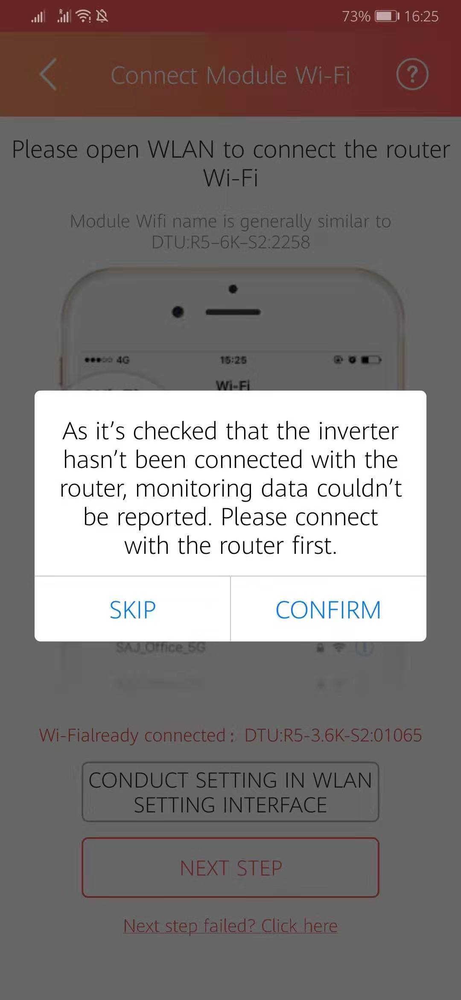 R
73% 16:25
Connect Module Wi-Fi
?
Please open WLAN to connect the router
Wi-Fi
Module Wifi name is generally similar to
DTU:R5–6K–S2:2258
4G 15:25
Wi-Fi
As it’s checked that the inverter
hasn’t been connected with the
router, monitoring data couldn’t
be reported. Please connect
with the router first.
SKIP CONFIRM
SAJ_Office_5G
Wi-Fialready connected： DTU:R5-3.6K-S2:01065
CONDUCT SETTING IN WLAN
SETTING INTERFACE
NEXT STEP
Next step failed? Click here